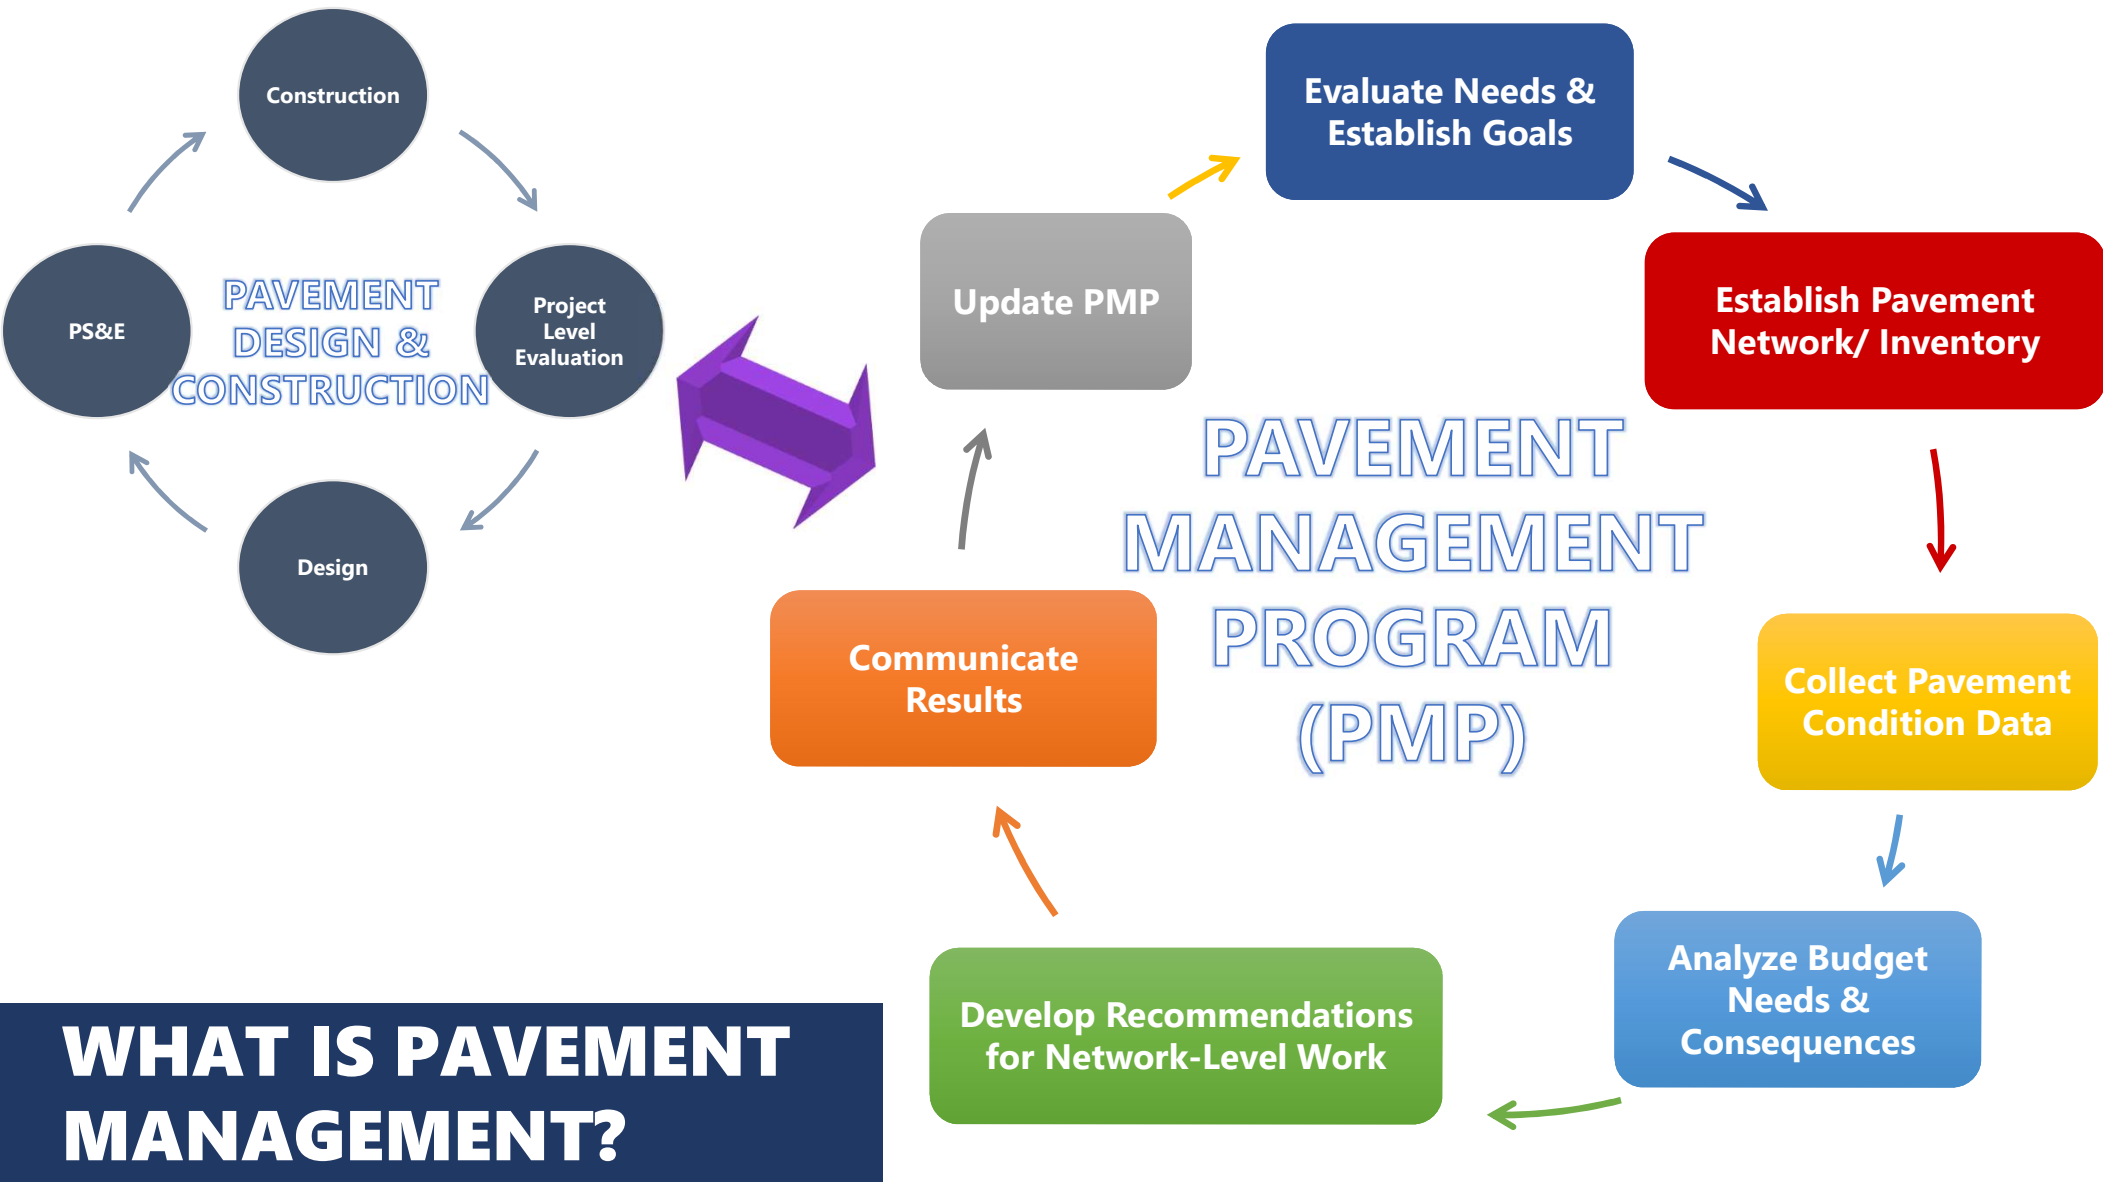 Construction
Project
Level
Evaluation
Design
PS&E
PAVEMENT
DESIGN &
CONSTRUCTION
Evaluate Needs &
Establish Goals
Establish Pavement
Network/ Inventory
Collect Pavement
Condition Data
Analyze Budget
Needs &
Consequences
Develop Recommendations
for Network-Level Work
Communicate
Results
Update PMP
PAVEMENT
MANAGEMENT
PROGRAM
(PMP)
WHAT IS PAVEMENT
MANAGEMENT?